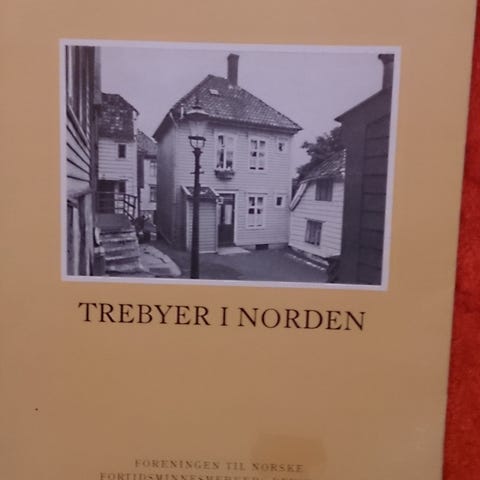 TREBYER I NORDEN
FORENINGEN TIL NORSKE